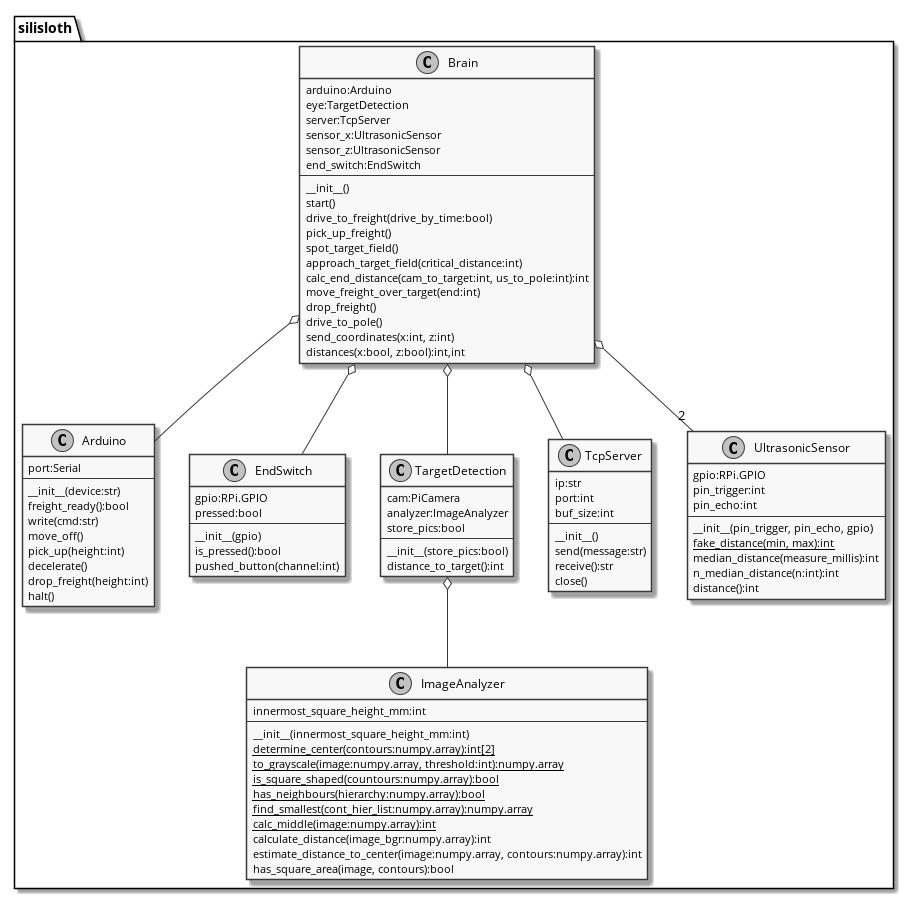 silisloth
C Brain
arduino:Arduino
eye:TargetDetection
server:TcpServer
sensor_x:UltrasonicSensor
sensor_z:UltrasonicSensor
end_switch:EndSwitch
__init__()
start()
drive_to_freight(drive_by_time:bool)
pick_up_freight()
spot_target_field()
approach_target_field(critical_distance:int)
calc_end_distance(cam_to_target:int, us_to_pole:int):int
move_freight_over_target(end:int)
drop_freight()
drive_to_pole()
send_coordinates(x:int, z:int)
distances(x:bool, z:bool):int,int
2
C Arduino
port:Serial
__init__(device:str)
freight_ready():bool
write(cmd:str)
move_off()
pick_up(height:int)
decelerate()
drop_freight(height:int)
halt()
C EndSwitch
gpio:RPi.GPIO
pressed:bool
__init__(gpio)
is_pressed():bool
pushed_button(channel:int)
C TargetDetection
cam:PiCamera
analyzer:ImageAnalyzer
store_pics:bool
__init__(store_pics:bool)
distance_to_target():int
C TcpServer
ip:str
port:int
buf_size:int
__init__()
send(message:str)
receive():str
close()
C UltrasonicSensor
gpio:RPi.GPIO
pin_trigger:int
pin_echo:int
__init__(pin_trigger, pin_echo, gpio)
fake_distance(min, max):int
median_distance(measure_millis):int
n_median_distance(n:int):int
distance():int
C ImageAnalyzer
innermost_square_height_mm:int
__init__(innermost_square_height_mm:int)
determine_center(contours:numpy.array):int[2]
to_grayscale(image:numpy.array, threshold:int):numpy.array
is_square_shaped(countours:numpy.array):bool
has_neighbours(hierarchy:numpy.array):bool
find_smallest(cont_hier_list:numpy.array):numpy.array
calc_middle(image:numpy.array):int
calculate_distance(image_bgr:numpy.array):int
estimate_distance_to_center(image:numpy.array, contours:numpy.array):int
has_square_area(image, contours):bool